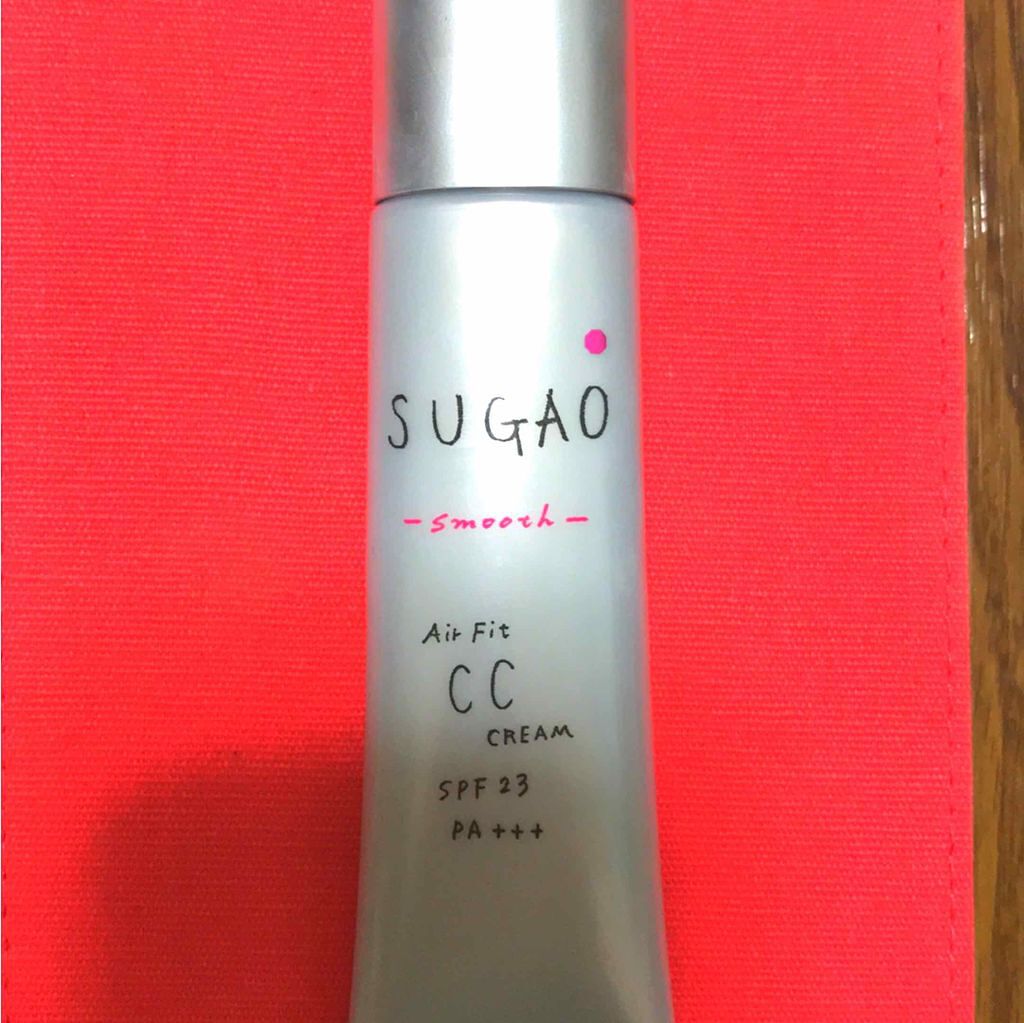 SUGAO
-smooth-
Air Fit
CC
CREAM
SPF 23
PA +++